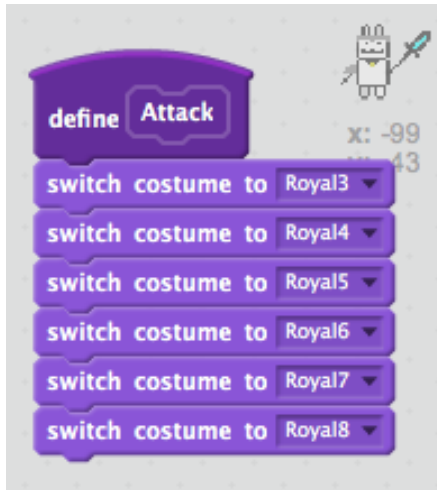 define Attack
x: -99
43
switch costume to Royal3
switch costume to Royal4
switch costume to Royal5
switch costume to Royal6
switch costume to Royal7
switch costume to Royal8